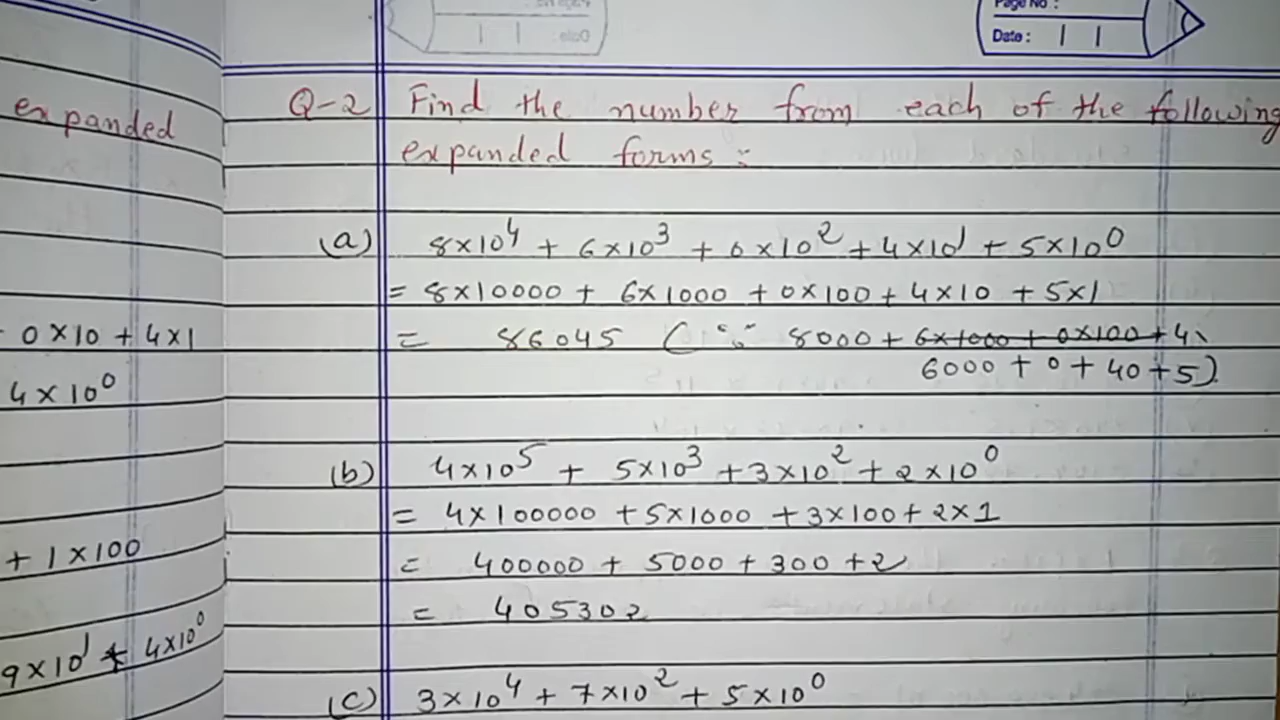 Page No :
Date :
expanded
0×10 + 4×1
4×10⁰
+ 1×100
9×10¹ + 4×10⁰
Q-2 Find the number from each of the following
expanded forms :
(a) 8×10⁴ + 6×10³ + 0×10² + 4×10¹ + 5×10⁰
= 8×10000 + 6×1000 + 0×100 + 4×10 + 5×1
= 86045 (∵ 8000 + 6×1000 + 0×100 + 4×
6000 + 0 + 40 + 5)
(b) 4×10⁵ + 5×10³ + 3×10² + 2×10⁰
= 4×100000 + 5×1000 + 3×100 + 2×1
= 400000 + 5000 + 300 + 2
= 405302
(c) 3×10⁴ + 7×10² + 5×10⁰